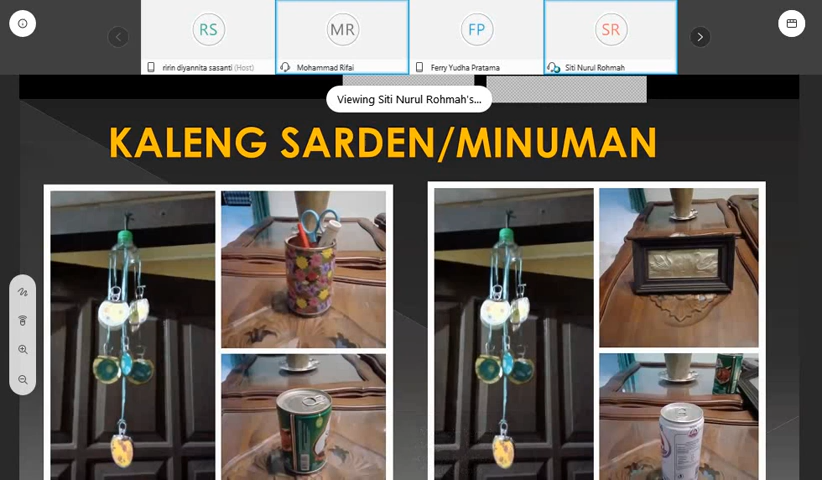 RS
MR
FP
SR
ririn diyannita sasanti (Host)
Mohammad Rifai
Ferry Yudha Pratama
Siti Nurul Rohmah
Viewing Siti Nurul Rohmah's...
KALENG SARDEN/MINUMAN